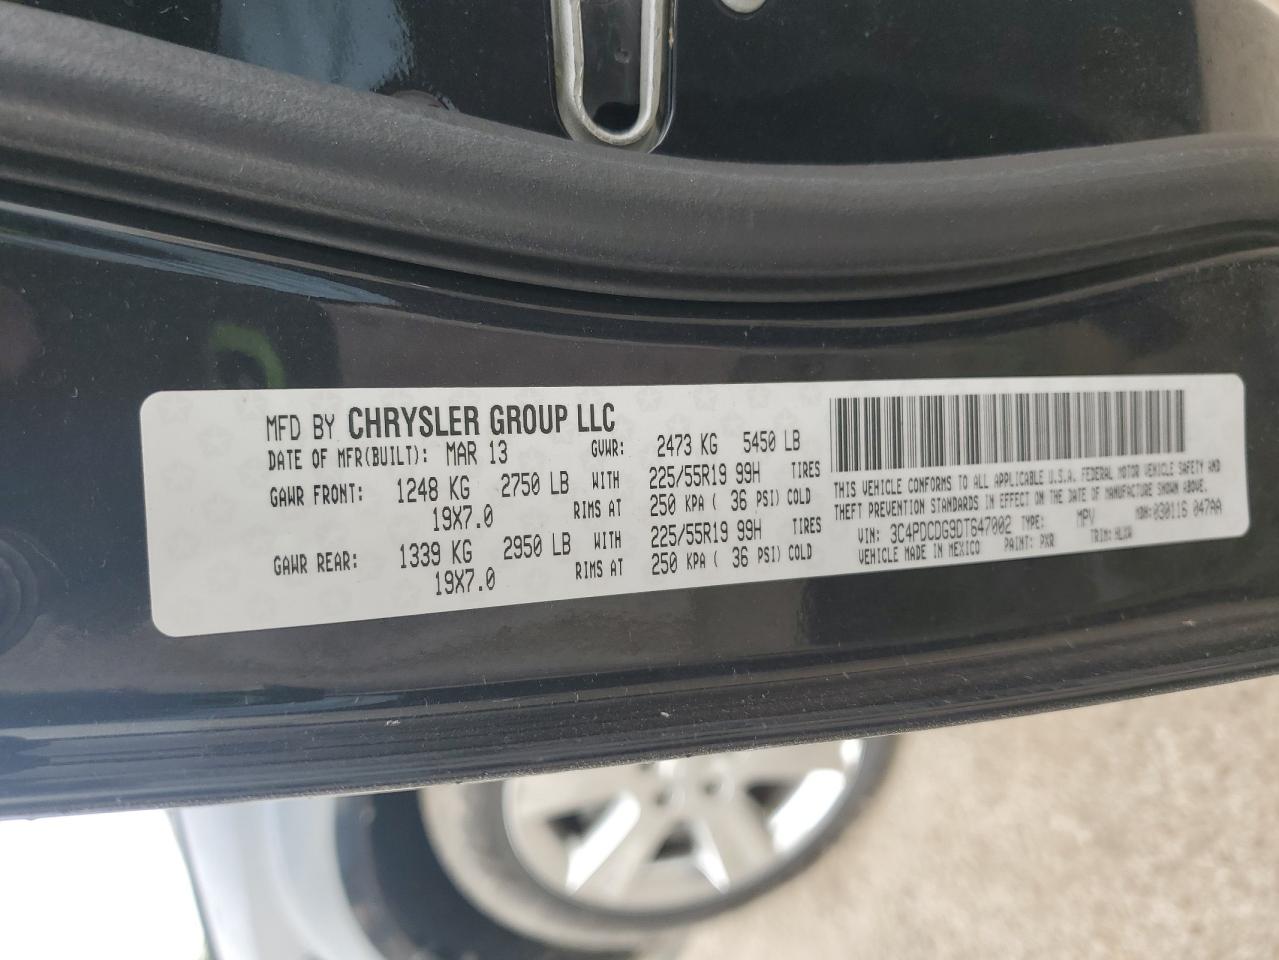 MFD BY CHRYSLER GROUP LLC
DATE OF MFR(BUILT): MAR 13 GVWR: 2473 KG 5450 LB
GAWR FRONT: 1248 KG 2750 LB WITH 225/55R19 99H TIRES
19X7.0 RIMS AT 250 KPA ( 36 PSI) COLD
GAWR REAR: 1339 KG 2950 LB WITH 225/55R19 99H TIRES
19X7.0 RIMS AT 250 KPA ( 36 PSI) COLD
THIS VEHICLE CONFORMS TO ALL APPLICABLE U.S.A. FEDERAL MOTOR VEHICLE SAFETY AND
THEFT PREVENTION STANDARDS IN EFFECT ON THE DATE OF MANUFACTURE SHOWN ABOVE.
VIN: 3C4PDCDG9DT647002 TYPE: MPV MDH: 030116 047AA
VEHICLE MADE IN MEXICO PAINT: PXR TRIM: